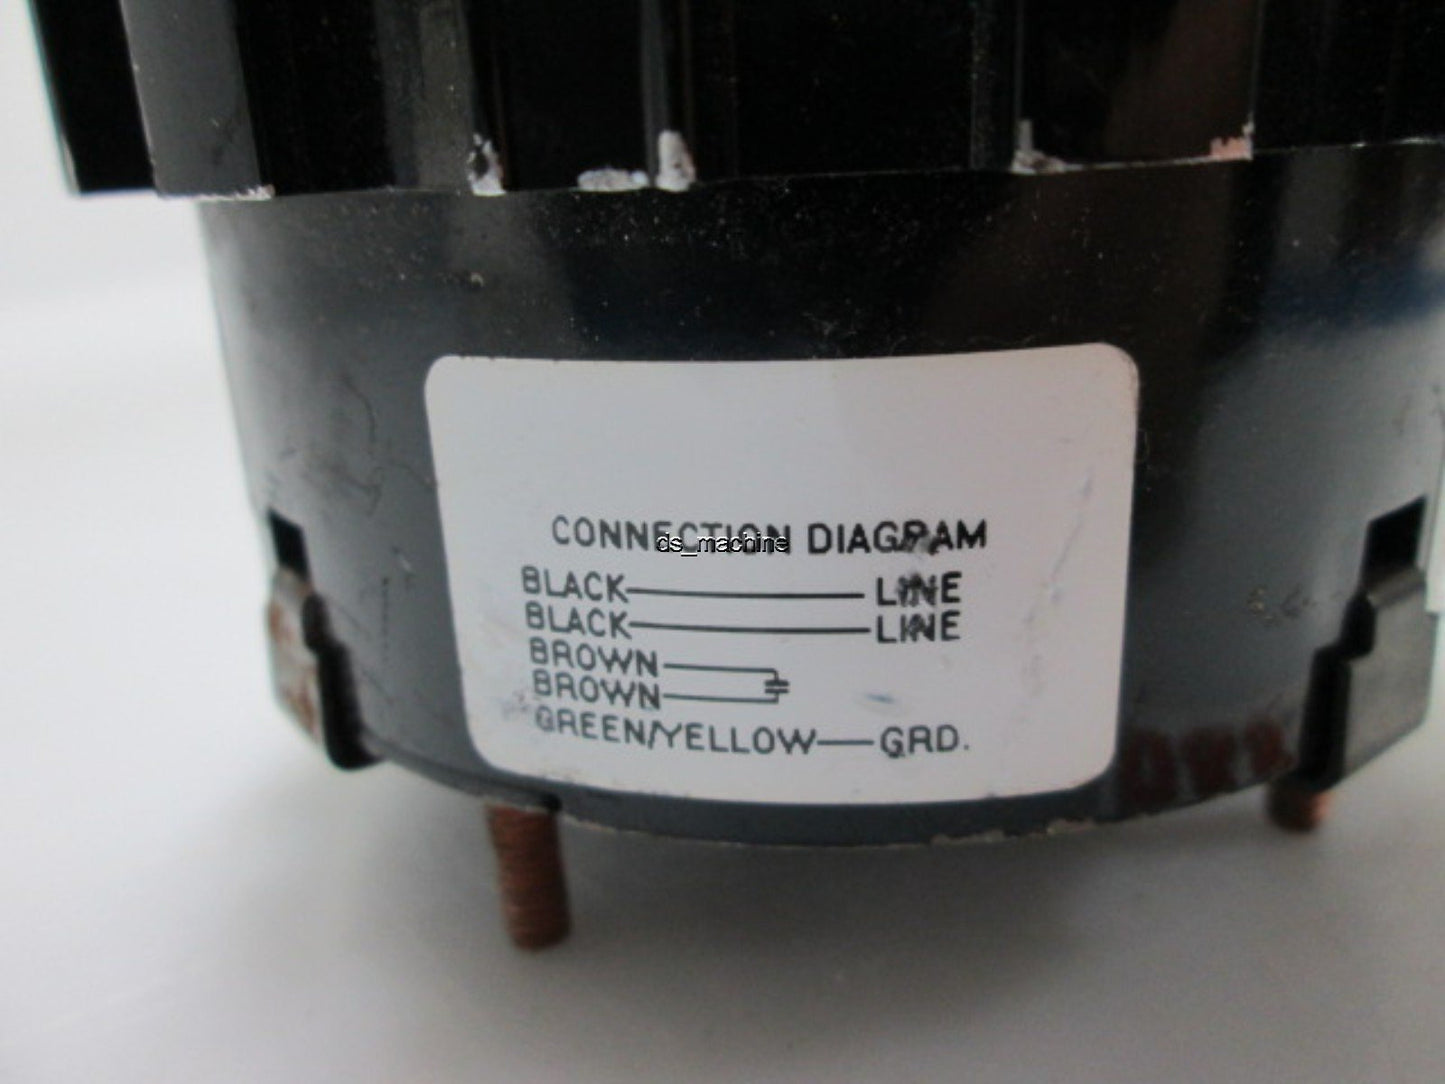 CONNECTION DIAGRAM
ds_machine
BLACK LINE
BLACK LINE
BROWN
BROWN
GREEN/YELLOW GRD.